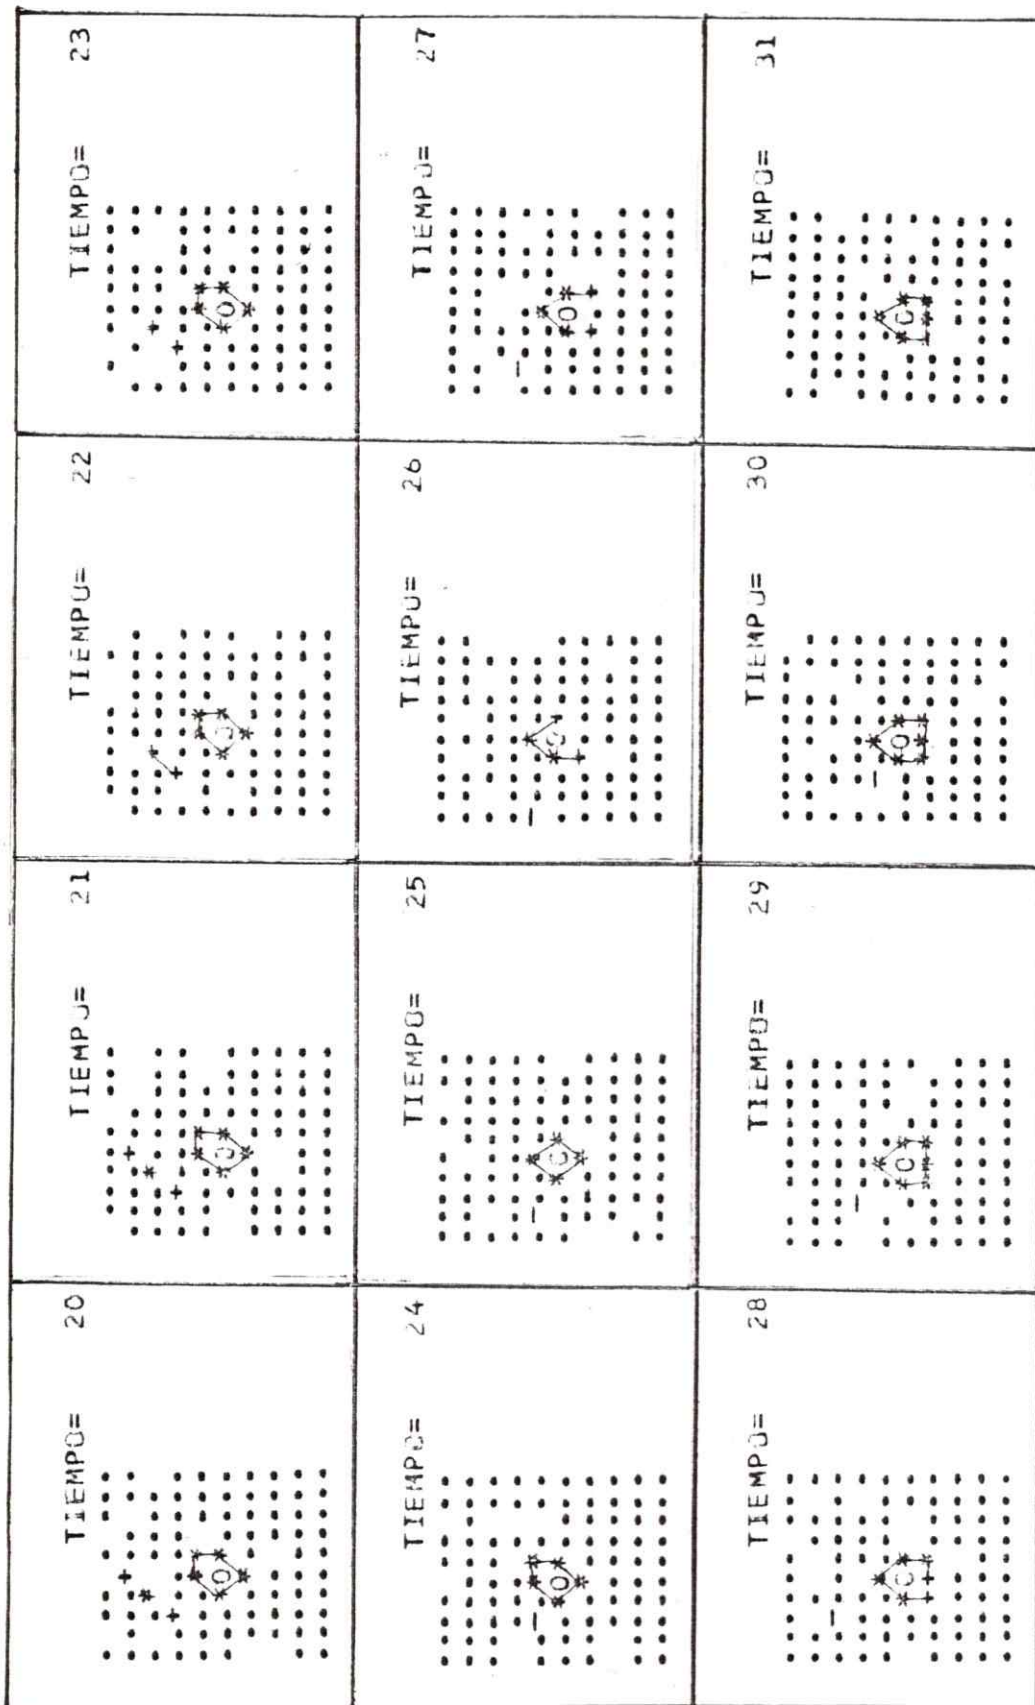 TIEMPO= 20
TIEMPO= 21
TIEMPO= 22
TIEMPO= 23
TIEMPO= 24
TIEMPO= 25
TIEMPO= 26
TIEMPO= 27
TIEMPO= 28
TIEMPO= 29
TIEMPO= 30
TIEMPO= 31